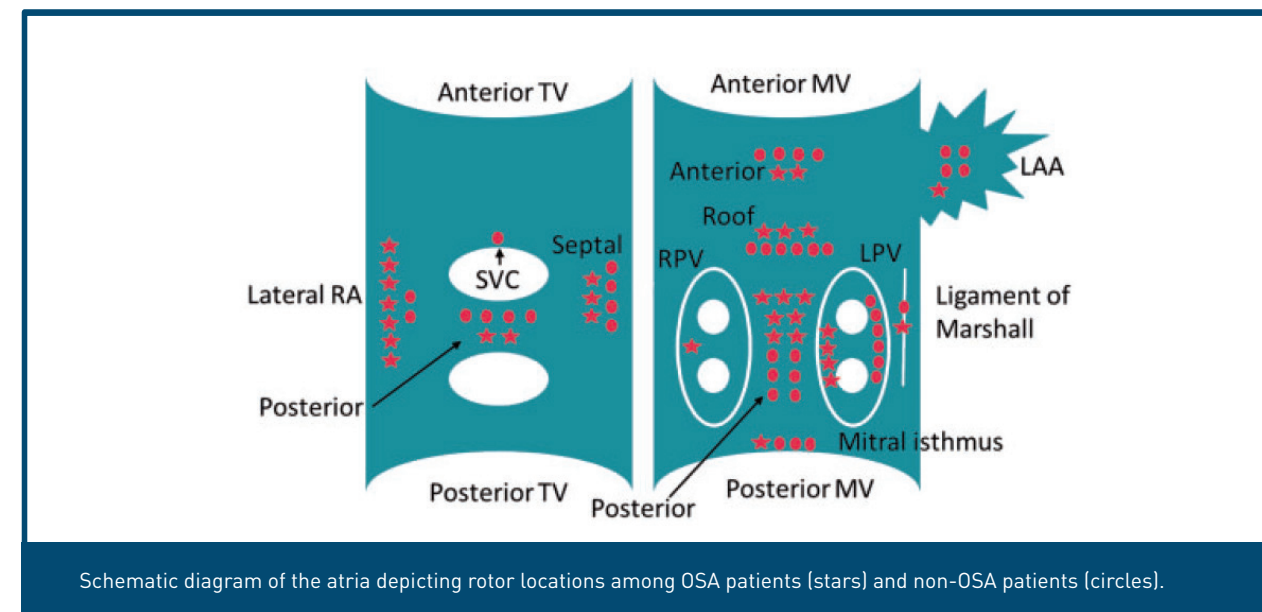 Anterior TV
Anterior MV
Anterior
LAA
Roof
Septal
RPV
LPV
SVC
Lateral RA
Ligament of
Marshall
Posterior
Mitral isthmus
Posterior TV
Posterior MV
Posterior
Schematic diagram of the atria depicting rotor locations among OSA patients (stars) and non-OSA patients (circles).